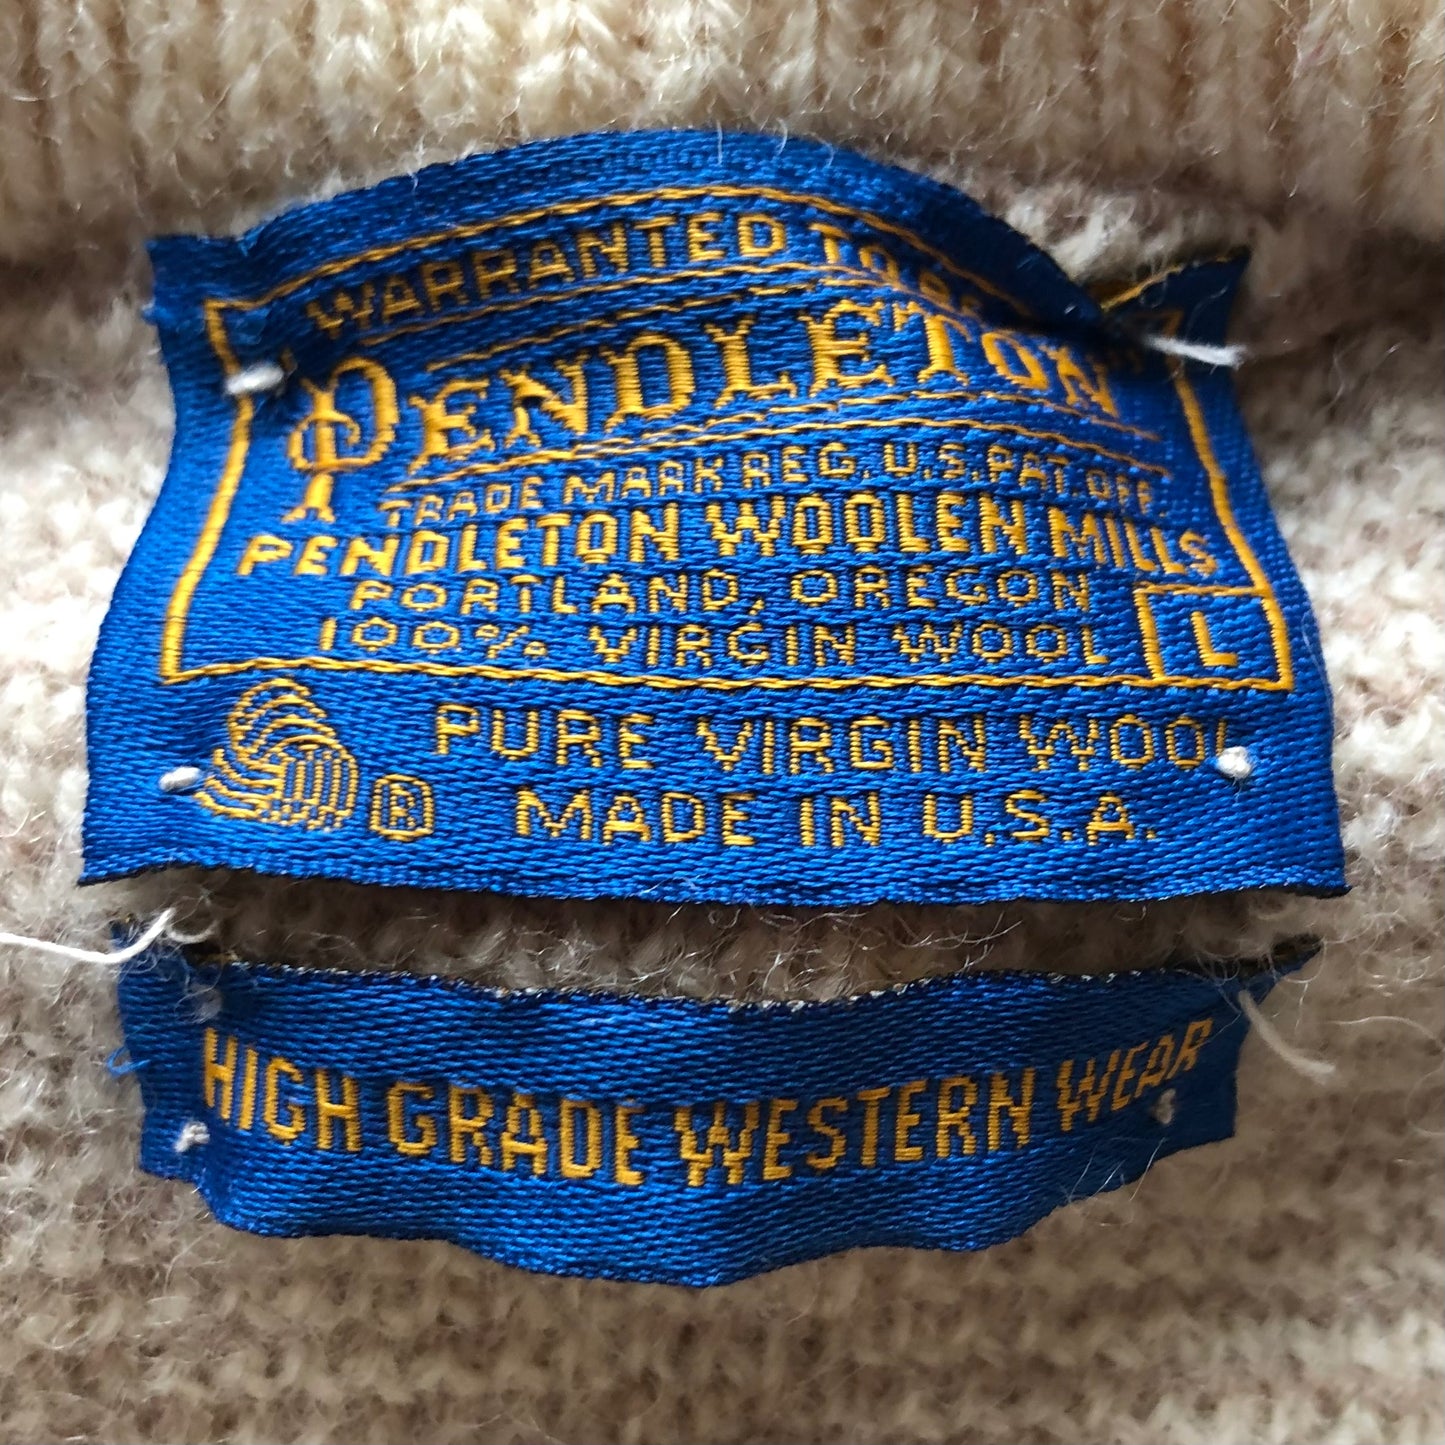 WARRANTED TO BE A
PENDLETON
TRADE MARK REG. U.S. PAT. OFF.
PENDLETON WOOLEN MILLS
PORTLAND, OREGON
100% VIRGIN WOOL L
PURE VIRGIN WOOL
® MADE IN U.S.A.
HIGH GRADE WESTERN WEAR